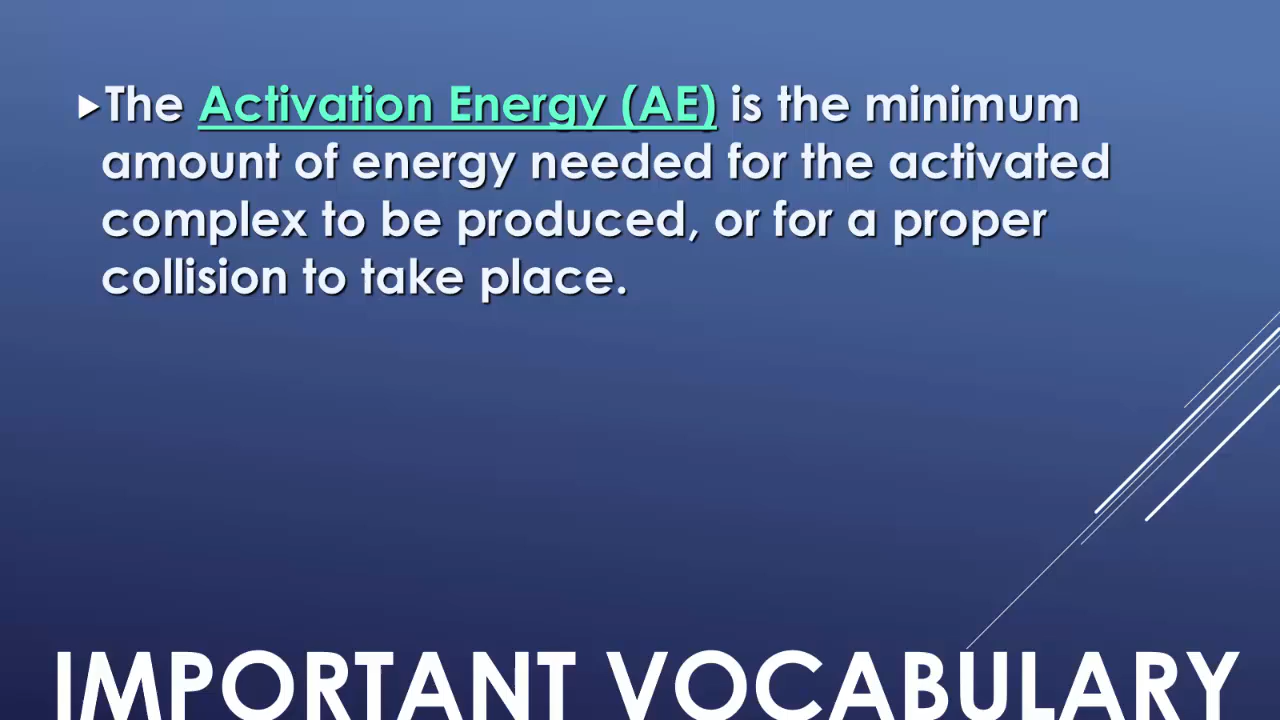 The Activation Energy (AE) is the minimum
amount of energy needed for the activated
complex to be produced, or for a proper
collision to take place.
IMPORTANT VOCABULARY